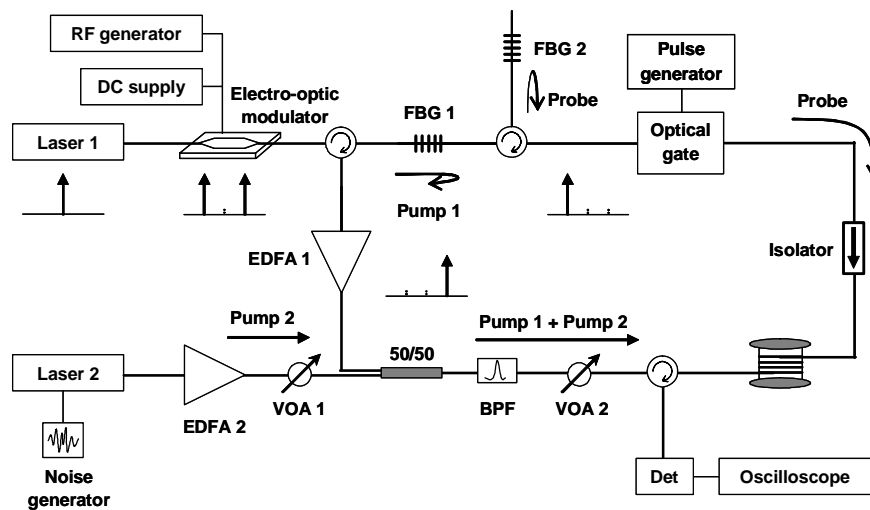 RF generator
DC supply
Electro-optic
modulator
Laser 1
FBG 1
FBG 2
Probe
Pulse
generator
Optical
gate
Probe
Pump 1
Isolator
EDFA 1
Pump 2
50/50
Pump 1 + Pump 2
Laser 2
EDFA 2
VOA 1
BPF
VOA 2
Noise
generator
Det
Oscilloscope